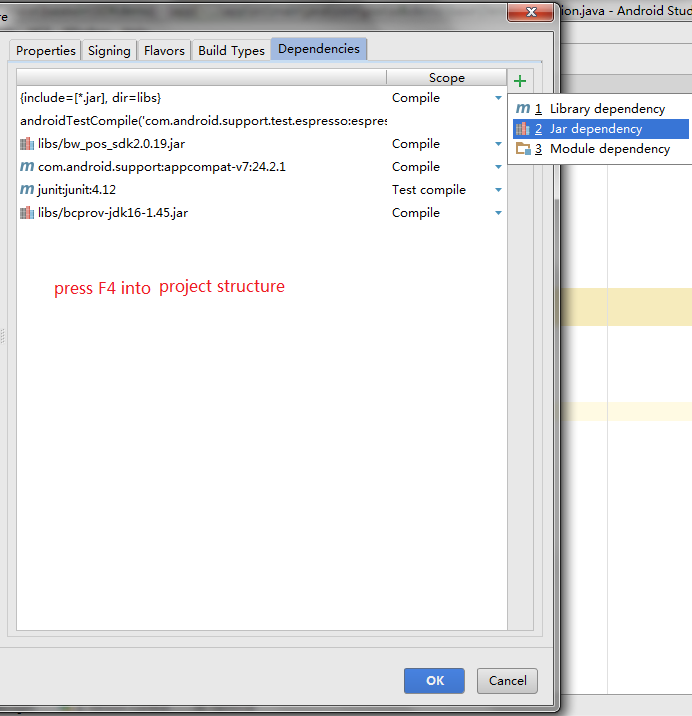 re
ion.java - Android Stud
Properties Signing Flavors Build Types Dependencies
Scope
{include=[*.jar], dir=libs} Compile
androidTestCompile('com.android.support.test.espresso:espres
libs/bw_pos_sdk2.0.19.jar Compile
com.android.support:appcompat-v7:24.2.1 Compile
junit:junit:4.12 Test compile
libs/bcprov-jdk16-1.45.jar Compile
1 Library dependency
2 Jar dependency
3 Module dependency
press F4 into project structure
OK Cancel